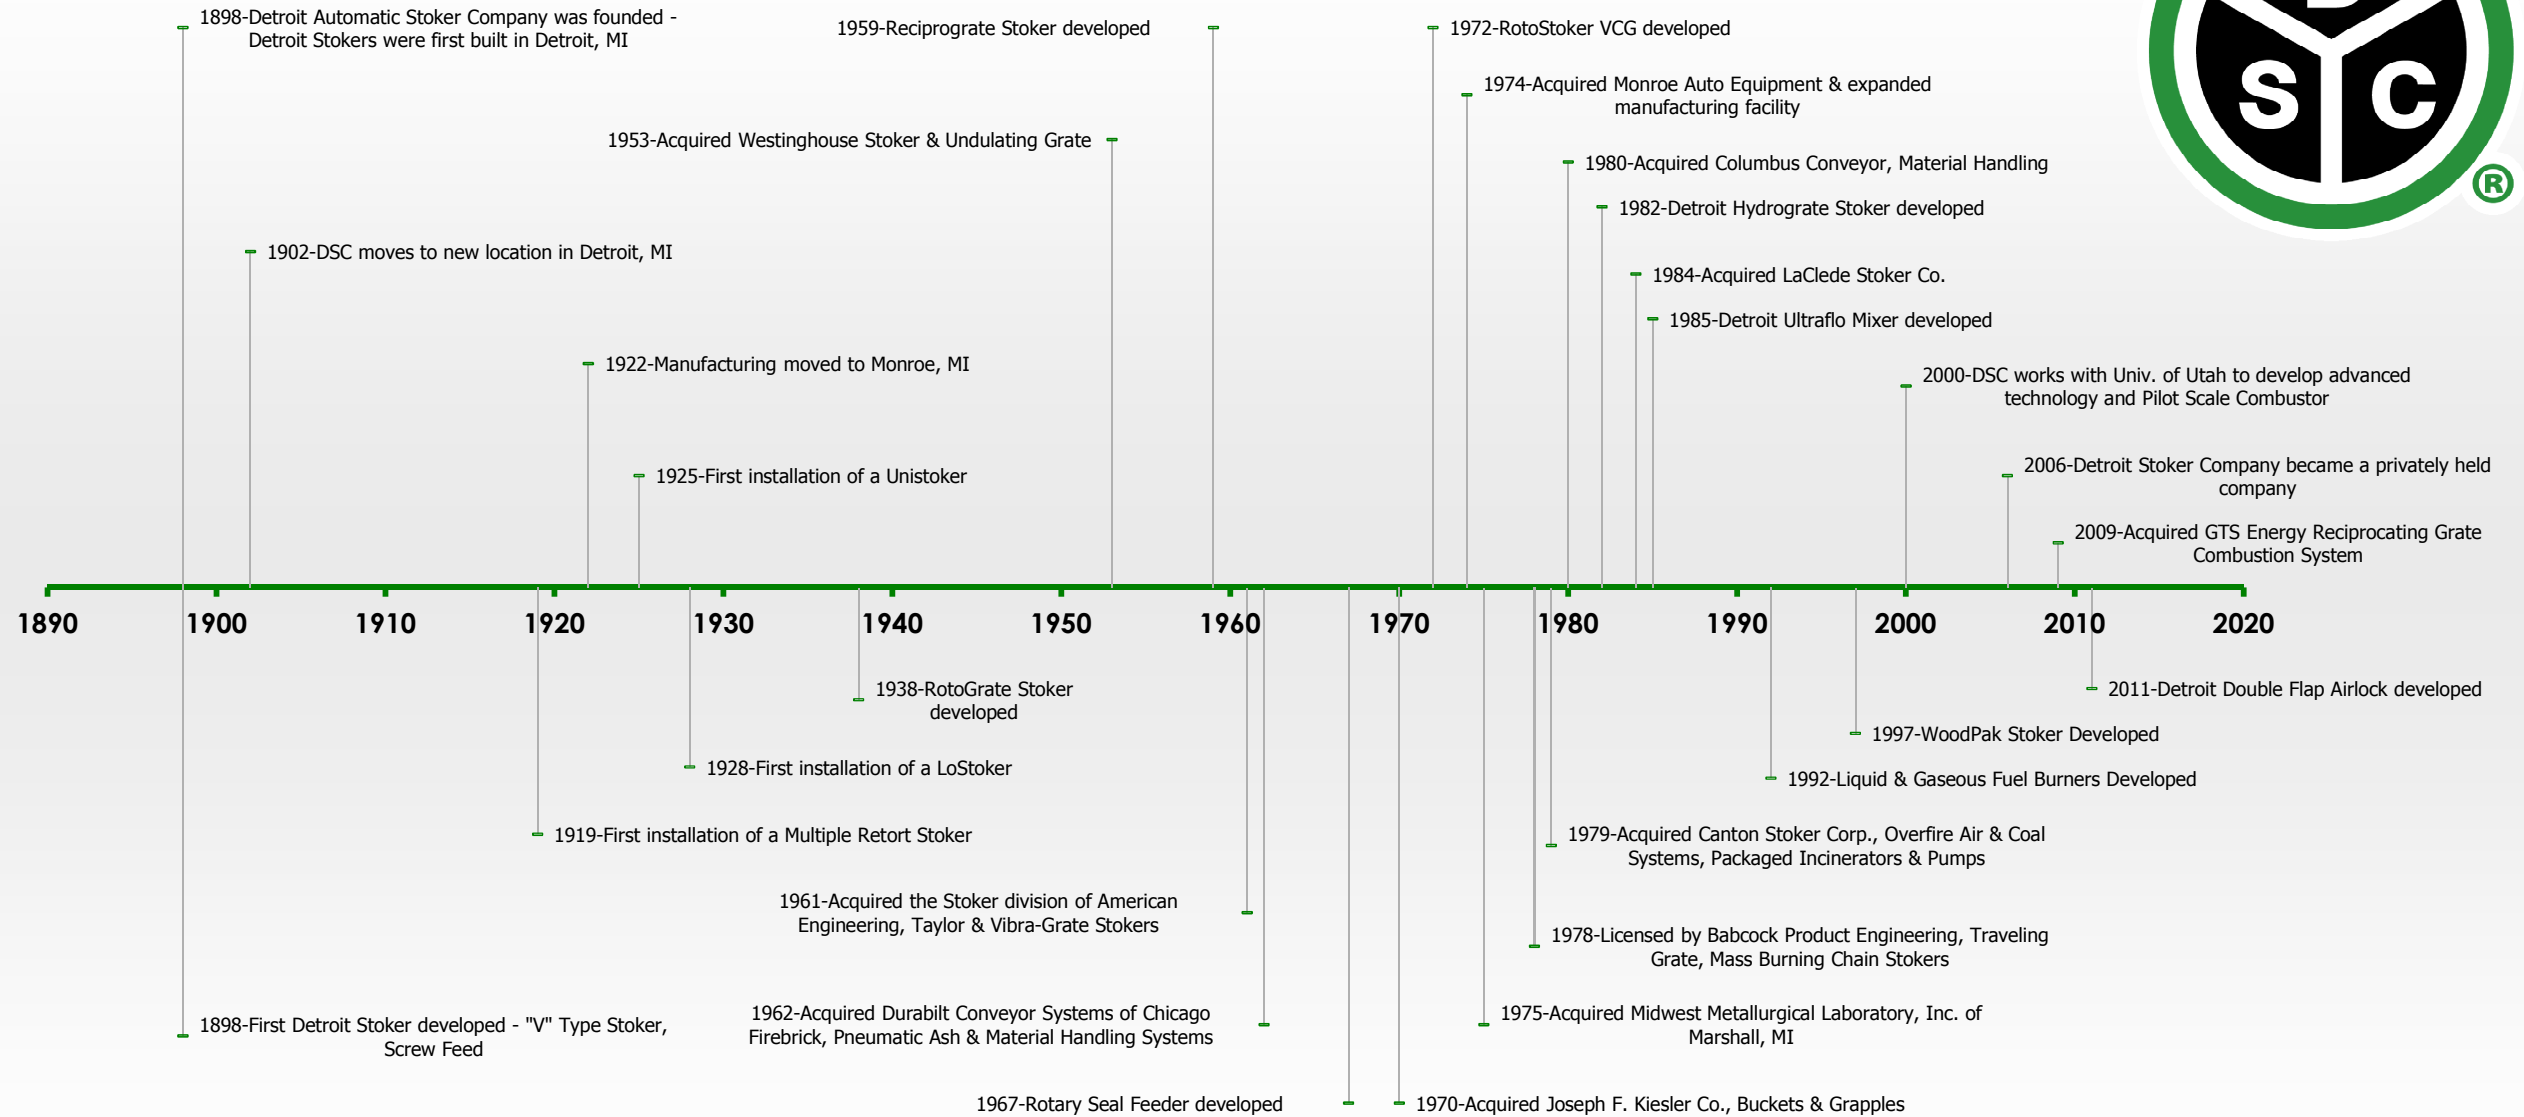 1898-Detroit Automatic Stoker Company was founded -
Detroit Stokers were first built in Detroit, MI
1959-Reciprograte Stoker developed
1972-RotoStoker VCG developed
1974-Acquired Monroe Auto Equipment & expanded
manufacturing facility
S C
®
1953-Acquired Westinghouse Stoker & Undulating Grate
1980-Acquired Columbus Conveyor, Material Handling
1982-Detroit Hydrograte Stoker developed
1902-DSC moves to new location in Detroit, MI
1984-Acquired LaClede Stoker Co.
1985-Detroit Ultraflo Mixer developed
1922-Manufacturing moved to Monroe, MI
2000-DSC works with Univ. of Utah to develop advanced
technology and Pilot Scale Combustor
1925-First installation of a Unistoker
2006-Detroit Stoker Company became a privately held
company
2009-Acquired GTS Energy Reciprocating Grate
Combustion System
1890 1900 1910 1920 1930 1940 1950 1960 1970 1980 1990 2000 2010 2020
1938-RotoGrate Stoker
developed
2011-Detroit Double Flap Airlock developed
1997-WoodPak Stoker Developed
1928-First installation of a LoStoker
1992-Liquid & Gaseous Fuel Burners Developed
1919-First installation of a Multiple Retort Stoker
1979-Acquired Canton Stoker Corp., Overfire Air & Coal
Systems, Packaged Incinerators & Pumps
1961-Acquired the Stoker division of American
Engineering, Taylor & Vibra-Grate Stokers
1978-Licensed by Babcock Product Engineering, Traveling
Grate, Mass Burning Chain Stokers
1962-Acquired Durabilt Conveyor Systems of Chicago
Firebrick, Pneumatic Ash & Material Handling Systems
1975-Acquired Midwest Metallurgical Laboratory, Inc. of
Marshall, MI
1898-First Detroit Stoker developed - "V" Type Stoker,
Screw Feed
1967-Rotary Seal Feeder developed
1970-Acquired Joseph F. Kiesler Co., Buckets & Grapples